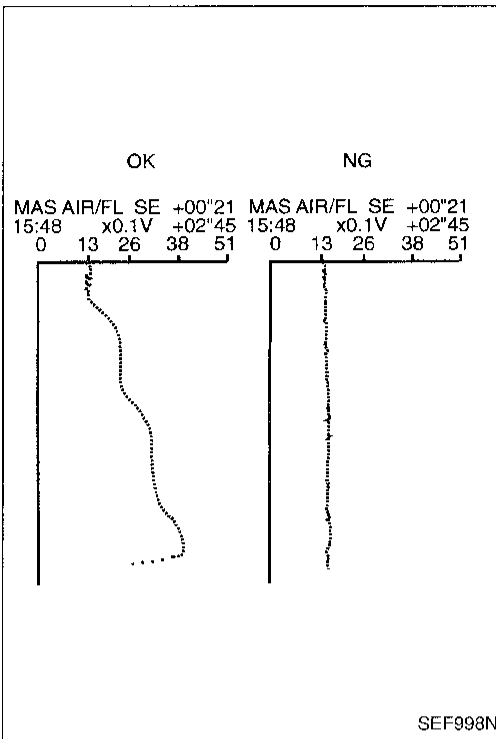 OK NG
MAS AIR/FL SE +00"21 MAS AIR/FL SE +00"21
15:48 x0.1V +02"45 15:48 x0.1V +02"45
0 13 26 38 51 0 13 26 38 51
SEF998N